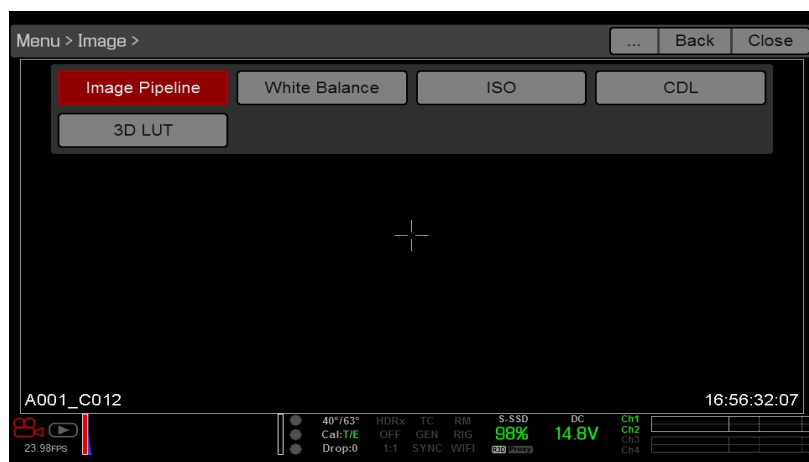 Menu > Image > ... Back Close
Image Pipeline White Balance ISO CDL
3D LUT
A001_C012 16:56:32:07
40°/63° HDRx TC RM S-SSD DC Ch1
Cal:T/E OFF GEN RIG 98% 14.8V Ch2
Ch3
23.98FPS Drop:0 1:1 SYNC WIFI R3D Proxy Ch4